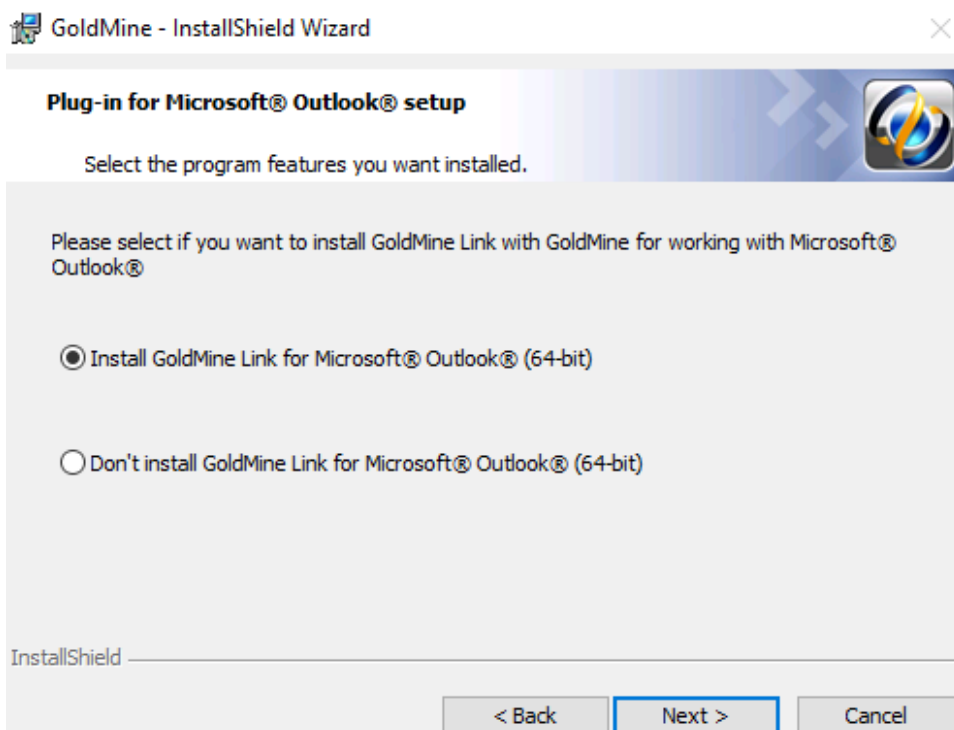 GoldMine - InstallShield Wizard
Plug-in for Microsoft® Outlook® setup
Select the program features you want installed.
Please select if you want to install GoldMine Link with GoldMine for working with Microsoft®
Outlook®
Install GoldMine Link for Microsoft® Outlook® (64-bit)
Don't install GoldMine Link for Microsoft® Outlook® (64-bit)
InstallShield
< Back Next > Cancel